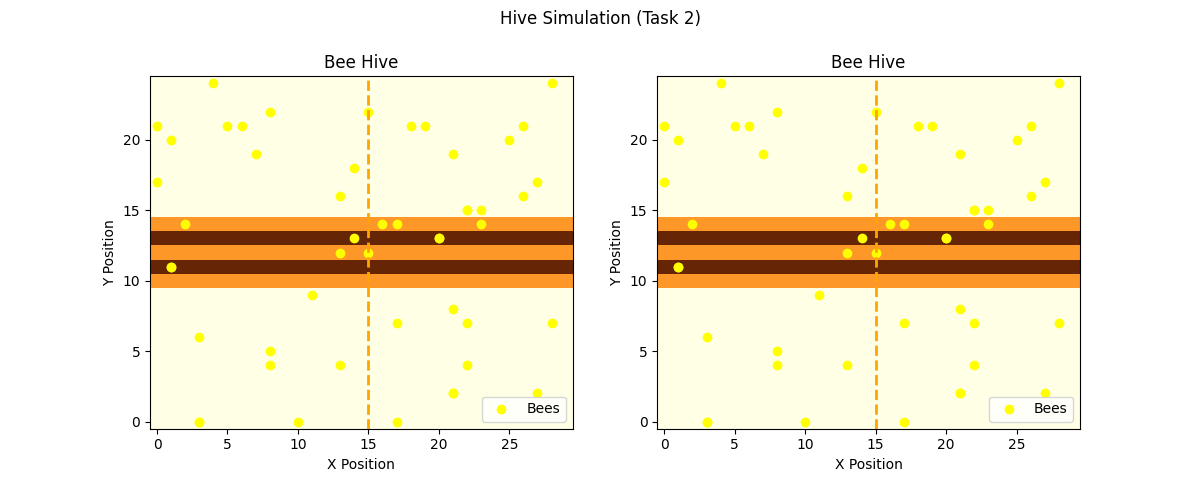 Hive Simulation (Task 2)
Bee Hive
Y Position
20
15
10
5
0
0 5 10 15 20 25
X Position
Bees
Bee Hive
Y Position
20
15
10
5
0
0 5 10 15 20 25
X Position
Bees